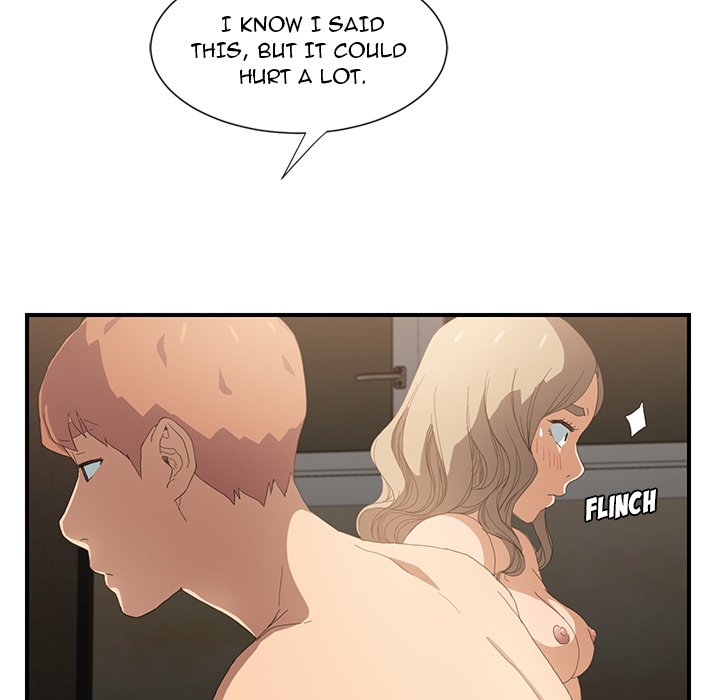 I KNOW I SAID
THIS, BUT IT COULD
HURT A LOT.
FLINCH